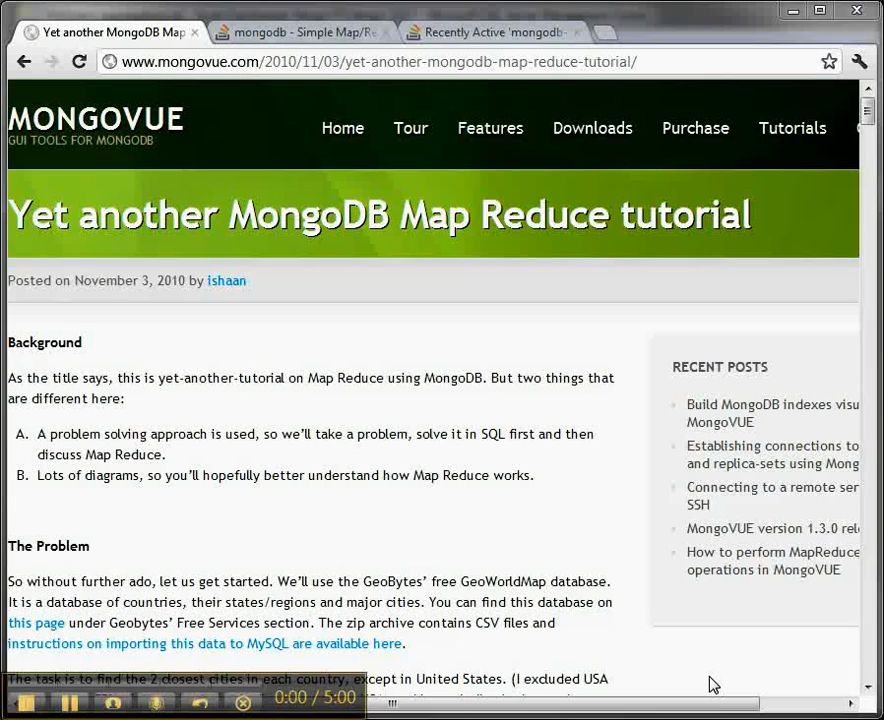 Yet another MongoDB Map
mongodb - Simple Map/Re
Recently Active 'mongodb-
www.mongovue.com/2010/11/03/yet-another-mongodb-map-reduce-tutorial/
MONGOVUE
GUI TOOLS FOR MONGODB
Home Tour Features Downloads Purchase Tutorials
Yet another MongoDB Map Reduce tutorial
Posted on November 3, 2010 by ishaan
Background
As the title says, this is yet-another-tutorial on Map Reduce using MongoDB. But two things that
are different here:
A. A problem solving approach is used, so we'll take a problem, solve it in SQL first and then
discuss Map Reduce.
B. Lots of diagrams, so you'll hopefully better understand how Map Reduce works.
The Problem
So without further ado, let us get started. We'll use the GeoBytes' free GeoWorldMap database.
It is a database of countries, their states/regions and major cities. You can find this database on
this page under Geobytes' Free Services section. The zip archive contains CSV files and
instructions on importing this data to MySQL are available here.
The task is to find the 2 closest cities in each country, except in United States. (I excluded USA
RECENT POSTS
Build MongoDB indexes visu
MongoVUE
Establishing connections to
and replica-sets using Mong
Connecting to a remote ser
SSH
MongoVUE version 1.3.0 rel
How to perform MapReduce
operations in MongoVUE
0:00 / 5:00